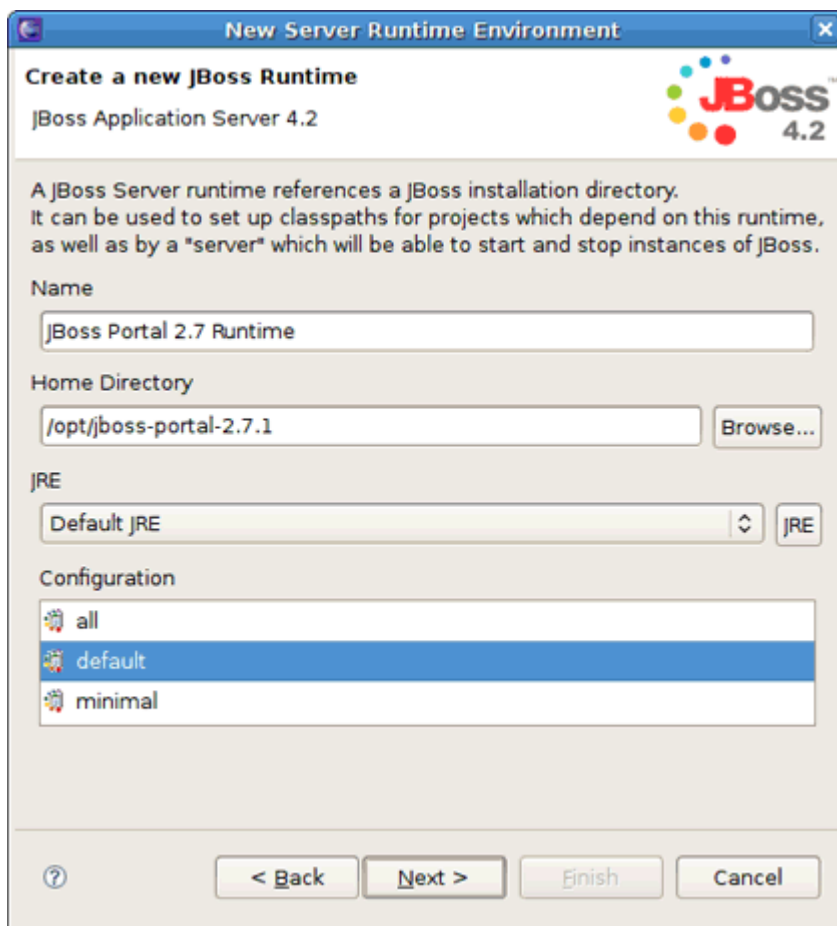 New Server Runtime Environment
Create a new JBoss Runtime
JBoss Application Server 4.2
JBoss™
4.2
A JBoss Server runtime references a JBoss installation directory.
It can be used to set up classpaths for projects which depend on this runtime,
as well as by a "server" which will be able to start and stop instances of JBoss.
Name
JBoss Portal 2.7 Runtime
Home Directory
/opt/jboss-portal-2.7.1
Browse...
JRE
Default JRE
JRE
Configuration
all
default
minimal
?
< Back
Next >
Finish
Cancel